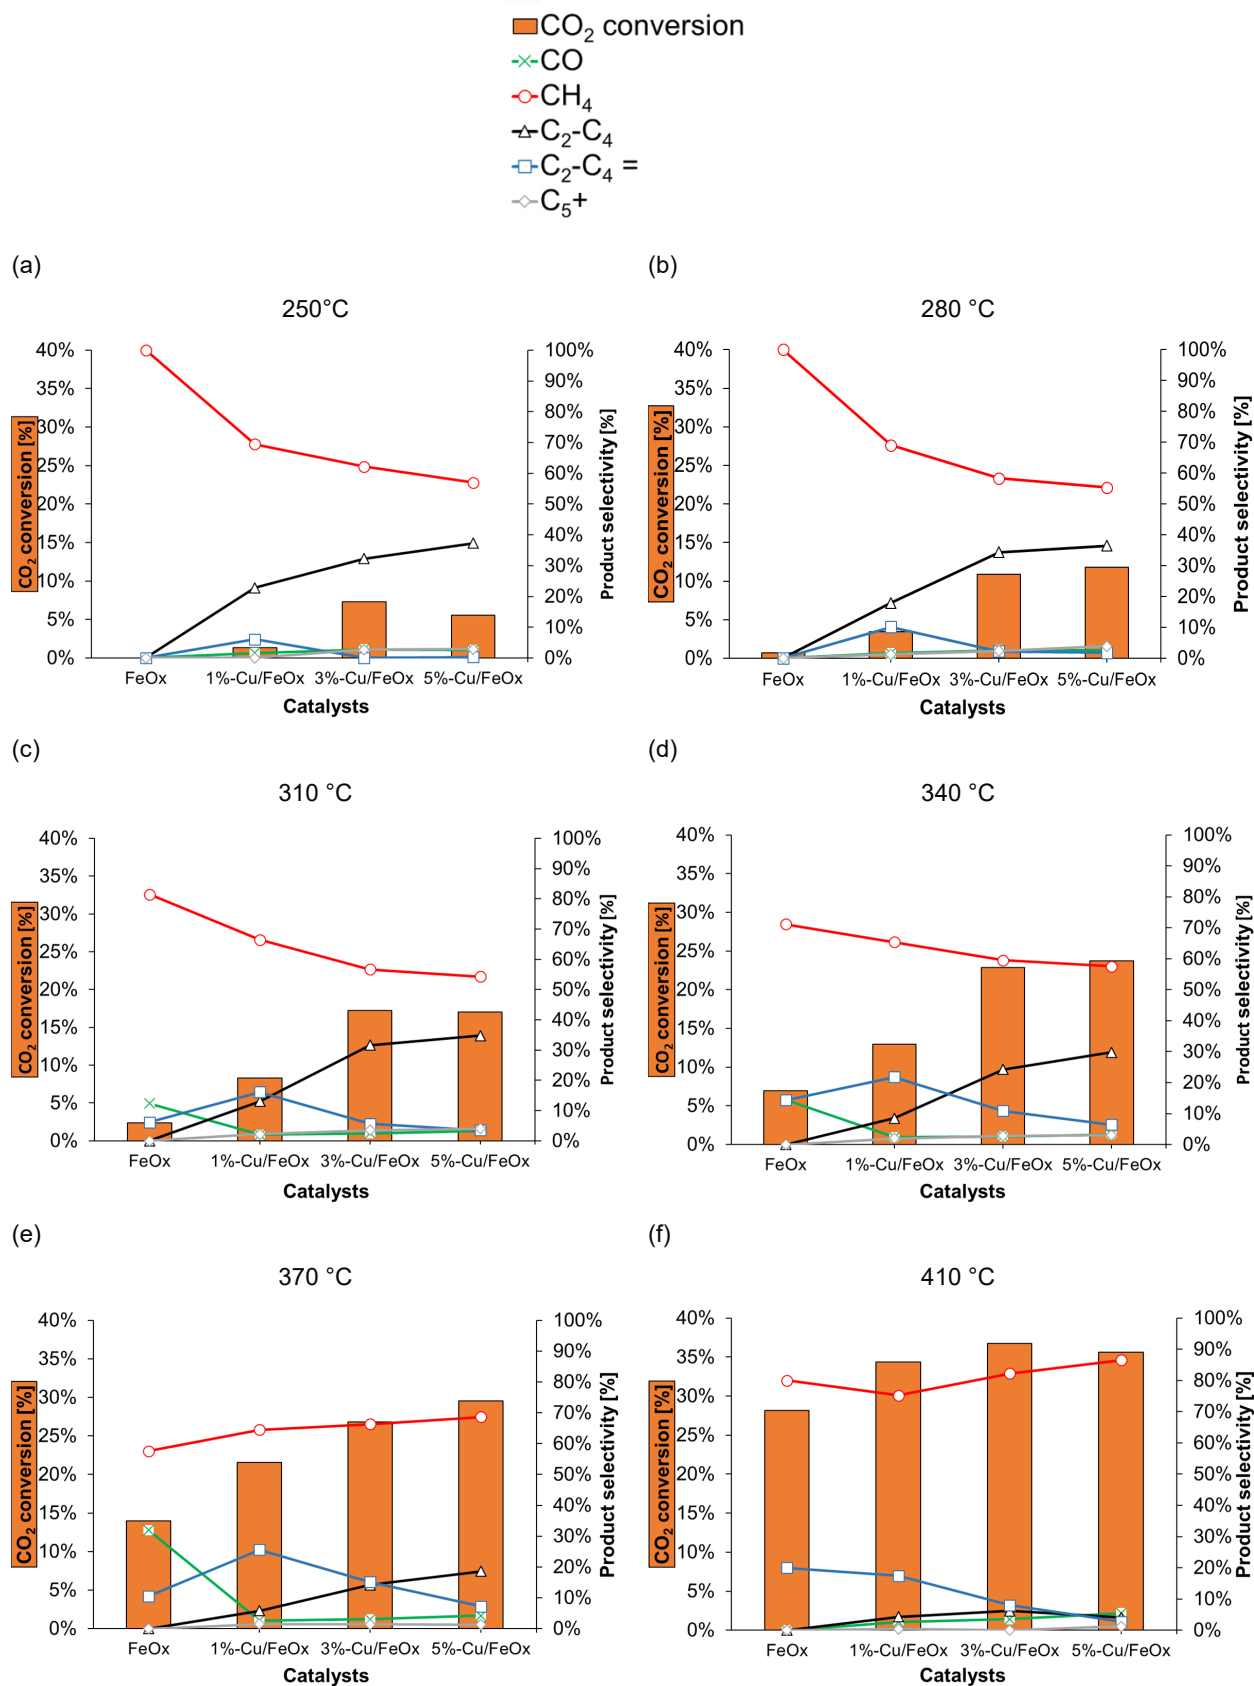 CO₂ conversion
CO
CH₄
C₂-C₄
C₂-C₄ =
C₅+
(a)
250°C
CO₂ conversion [%]
40%
35%
30%
25%
20%
15%
10%
5%
0%
100%
90%
80%
70%
60%
50%
40%
30%
20%
10%
0%
Product selectivity [%]
FeOx 1%-Cu/FeOx 3%-Cu/FeOx 5%-Cu/FeOx
Catalysts
(b)
280 °C
CO₂ conversion [%]
40%
35%
30%
25%
20%
15%
10%
5%
0%
100%
90%
80%
70%
60%
50%
40%
30%
20%
10%
0%
Product selectivity [%]
FeOx 1%-Cu/FeOx 3%-Cu/FeOx 5%-Cu/FeOx
Catalysts
(c)
310 °C
CO₂ conversion [%]
40%
35%
30%
25%
20%
15%
10%
5%
0%
100%
90%
80%
70%
60%
50%
40%
30%
20%
10%
0%
Product selectivity [%]
FeOx 1%-Cu/FeOx 3%-Cu/FeOx 5%-Cu/FeOx
Catalysts
(d)
340 °C
CO₂ conversion [%]
40%
35%
30%
25%
20%
15%
10%
5%
0%
100%
90%
80%
70%
60%
50%
40%
30%
20%
10%
0%
Product selectivity [%]
FeOx 1%-Cu/FeOx 3%-Cu/FeOx 5%-Cu/FeOx
Catalysts
(e)
370 °C
CO₂ conversion [%]
40%
35%
30%
25%
20%
15%
10%
5%
0%
100%
90%
80%
70%
60%
50%
40%
30%
20%
10%
0%
Product selectivity [%]
FeOx 1%-Cu/FeOx 3%-Cu/FeOx 5%-Cu/FeOx
Catalysts
(f)
410 °C
CO₂ conversion [%]
40%
35%
30%
25%
20%
15%
10%
5%
0%
100%
90%
80%
70%
60%
50%
40%
30%
20%
10%
0%
Product selectivity [%]
FeOx 1%-Cu/FeOx 3%-Cu/FeOx 5%-Cu/FeOx
Catalysts